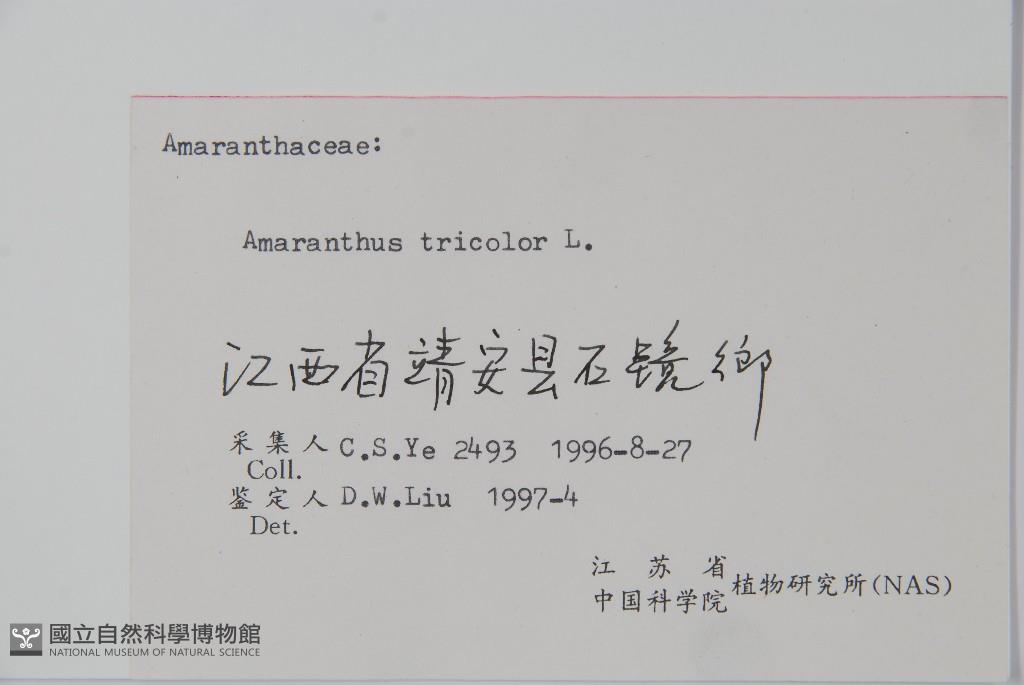 Amaranthaceae:
Amaranthus tricolor L.
江西省靖安县石镜鄉
采集人 C.S.Ye 2493 1996-8-27
Coll.
鉴定人 D.W.Liu 1997-4
Det.
江苏省
中国科学院 植物研究所(NAS)
國立自然科學博物館
NATIONAL MUSEUM OF NATURAL SCIENCE